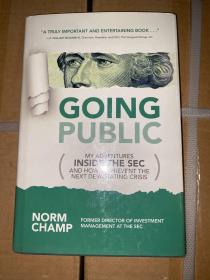 "A TRULY IMPORTANT AND ENTERTAINING BOOK . . ."
GOING
PUBLIC
MY ADVENTURES
INSIDE THE SEC
AND HOW TO PREVENT THE
NEXT DEVASTATING CRISIS
NORM
CHAMP
FORMER DIRECTOR OF INVESTMENT
MANAGEMENT AT THE SEC